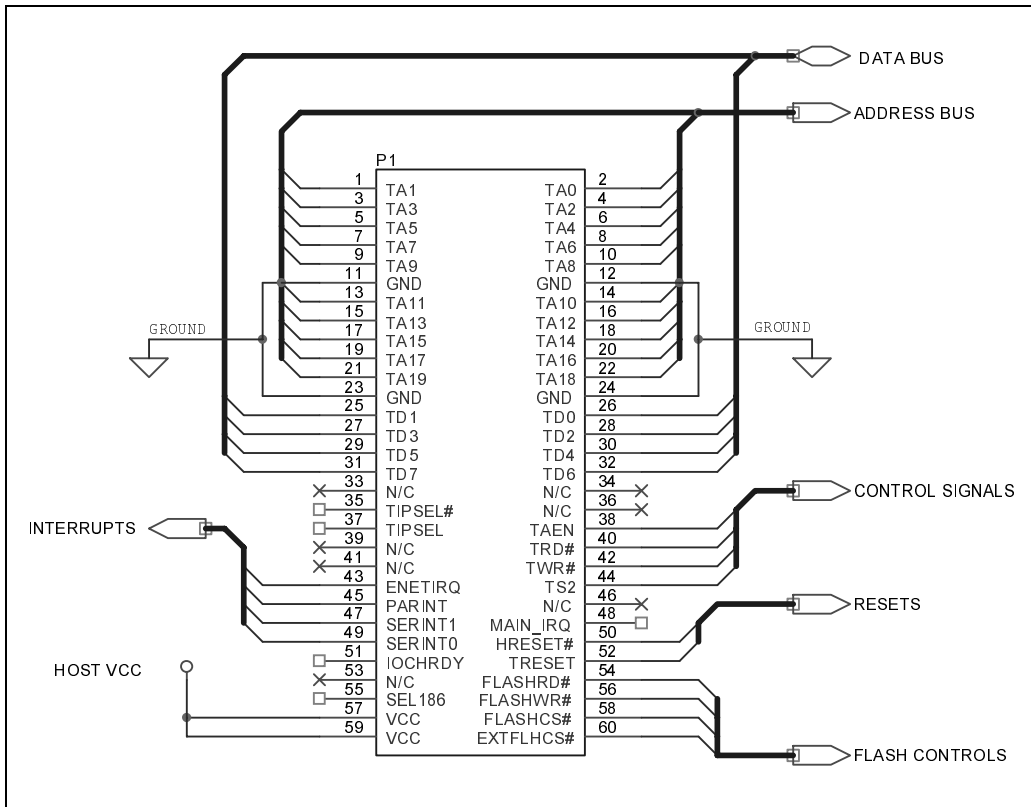 DATA BUS
ADDRESS BUS
P1
1 TA1 TA0 2
3 TA3 TA2 4
5 TA5 TA4 6
7 TA7 TA6 8
9 TA9 TA8 10
11 GND GND 12
13 TA11 TA10 14
15 TA13 TA12 16
17 TA15 TA14 18
19 TA17 TA16 20
21 TA19 TA18 22
23 GND GND 24
25 TD1 TD0 26
27 TD3 TD2 28
29 TD5 TD4 30
31 TD7 TD6 32
33 N/C N/C 34
35 TIPSEL# N/C 36
37 TIPSEL TAEN 38
39 N/C TRD# 40
41 N/C TWR# 42
43 ENETIRQ TS2 44
45 PARINT N/C 46
47 SERINT1 MAIN_IRQ 48
49 SERINT0 HRESET# 50
51 IOCHRDY TRESET 52
53 N/C FLASHRD# 54
55 SEL186 FLASHWR# 56
57 VCC FLASHCS# 58
59 VCC EXTFLHCS# 60
GROUND
GROUND
CONTROL SIGNALS
INTERRUPTS
RESETS
HOST VCC
FLASH CONTROLS